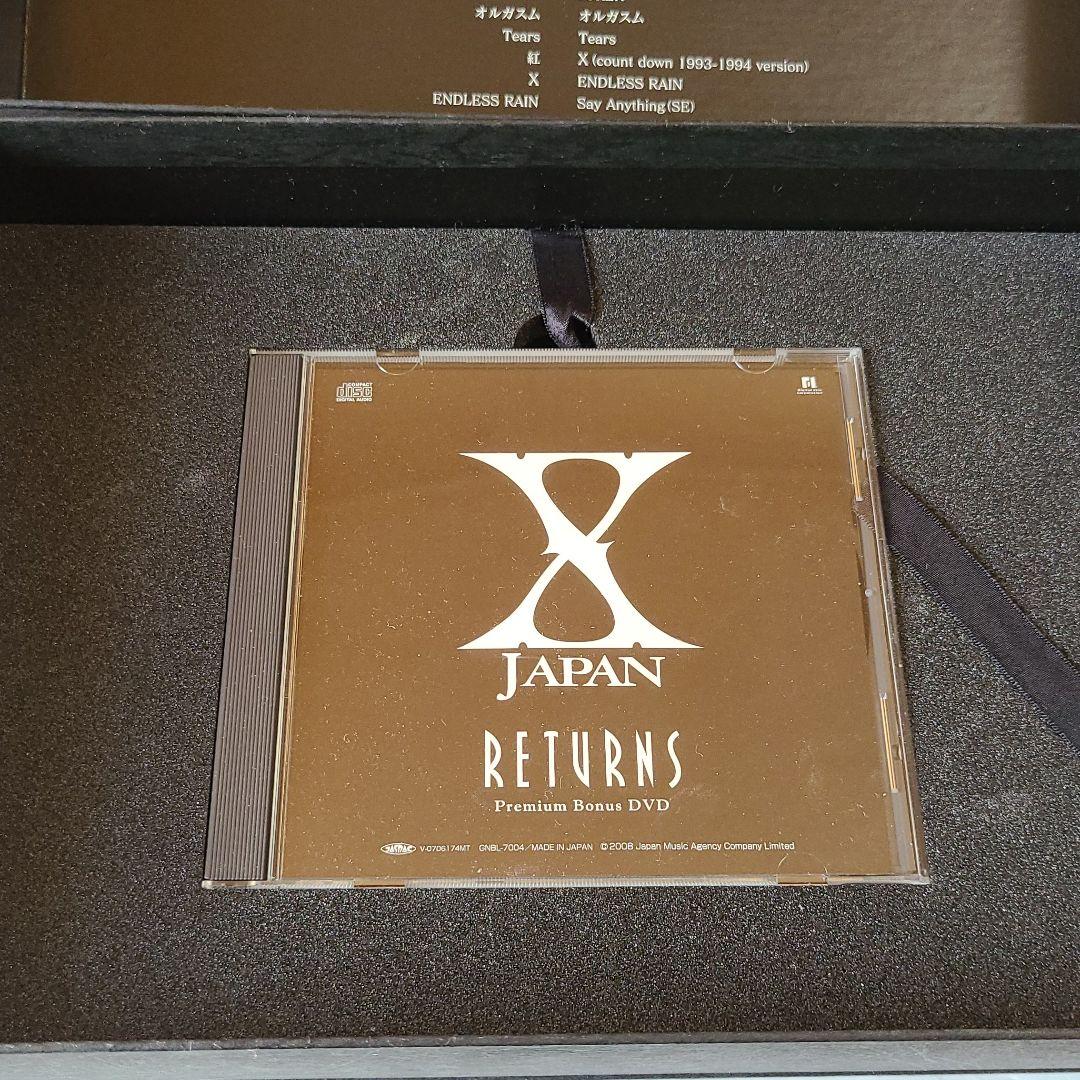 オルガスム
Tears
紅
X
ENDLESS RAIN
オルガスム
Tears
X (count down 1993-1994 version)
ENDLESS RAIN
Say Anything (SE)
COMPACT
disc
DIGITAL AUDIO
X
JAPAN
RETURNS
Premium Bonus DVD
JASRAC V-0706174MT GNBL-7004／MADE IN JAPAN ©2008 Japan Music Agency Company Limited